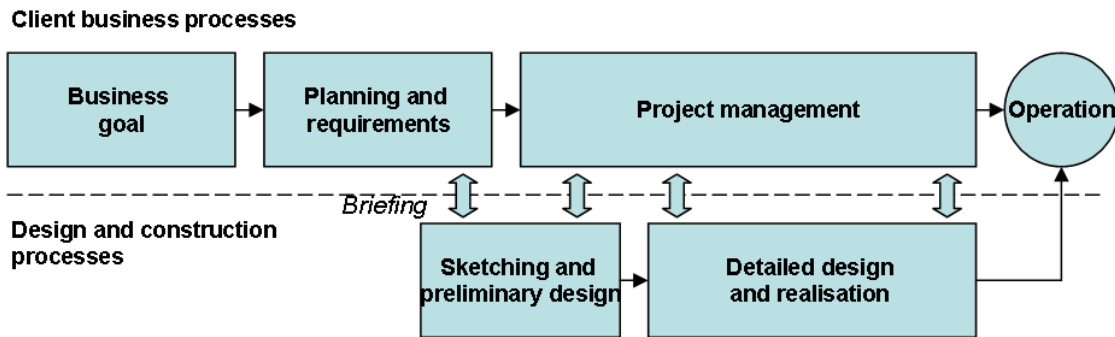 Client business processes
Business
goal
Planning and
requirements
Project management
Operation
Briefing
Design and construction
processes
Sketching and
preliminary design
Detailed design
and realisation